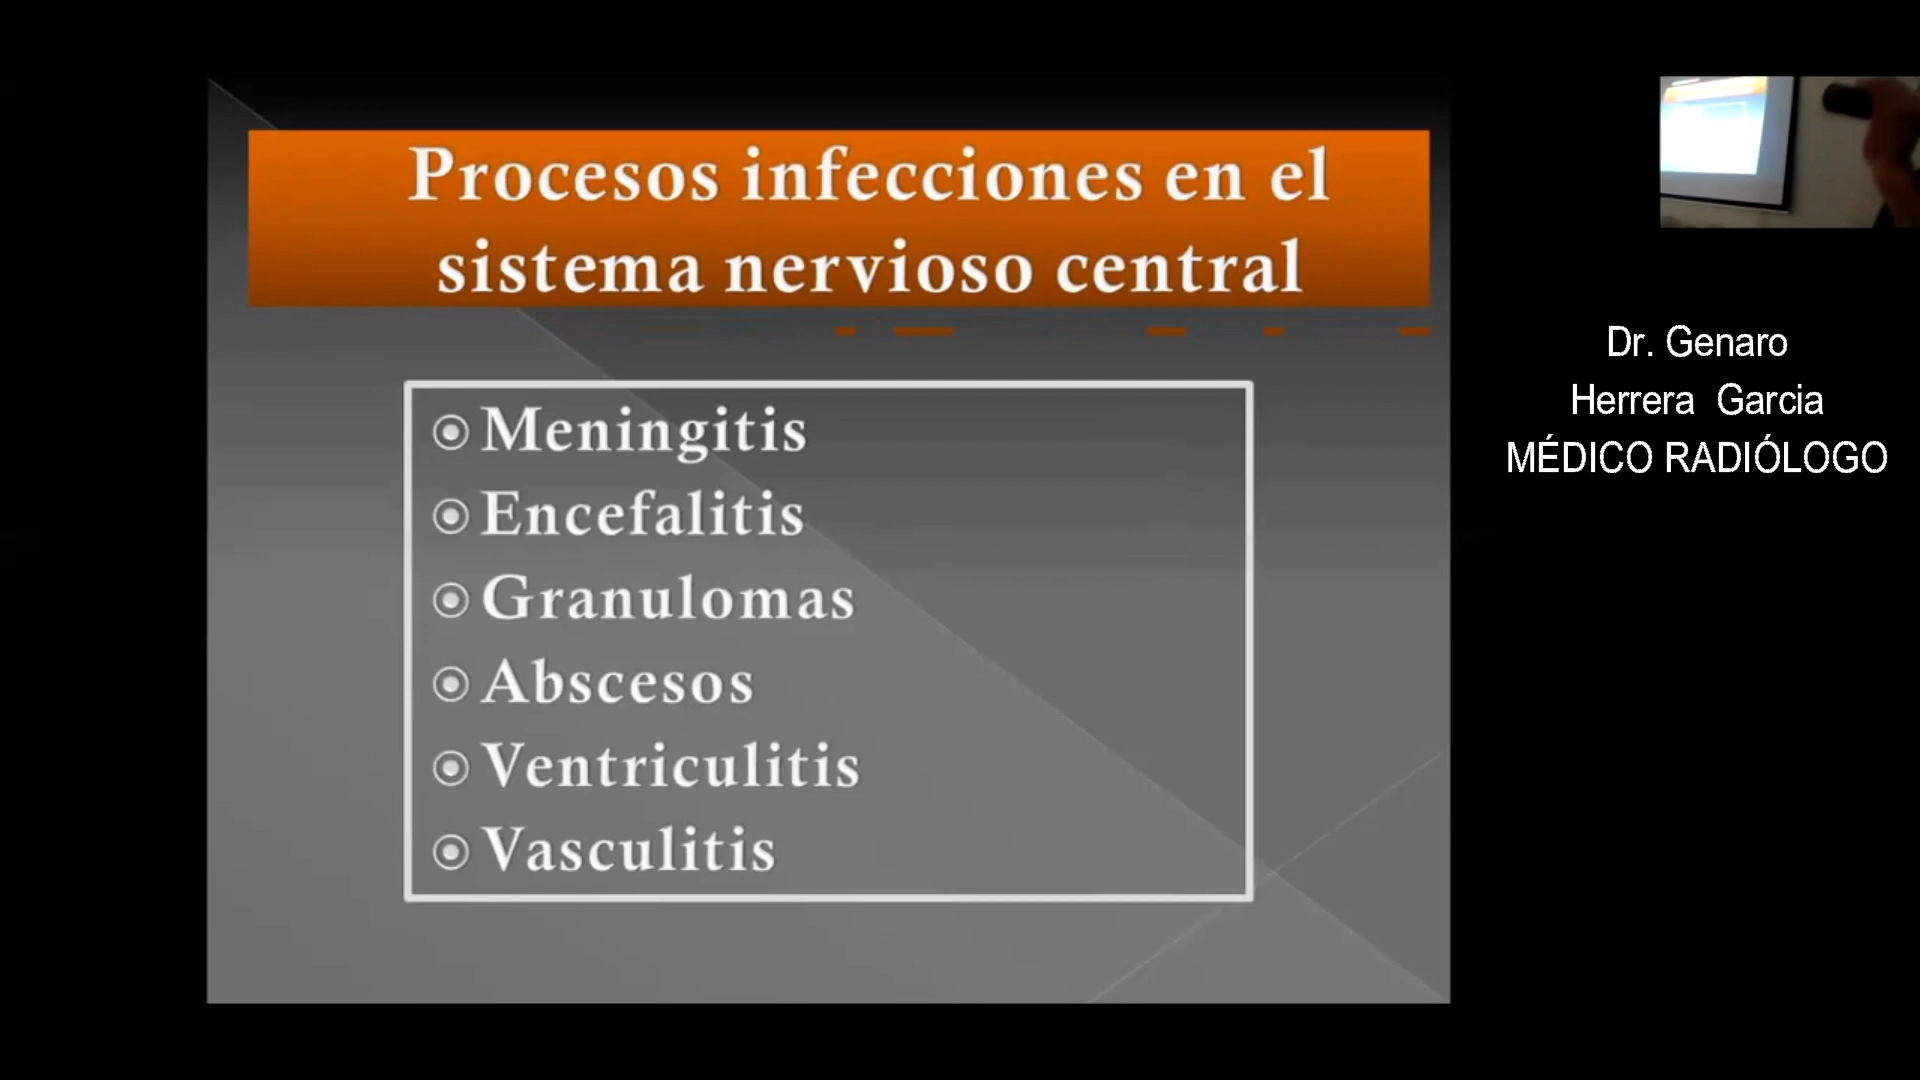 Procesos infecciones en el
sistema nervioso central
Meningitis
Encefalitis
Granulomas
Abscesos
Ventriculitis
Vasculitis
Dr. Genaro
Herrera Garcia
MÉDICO RADIÓLOGO